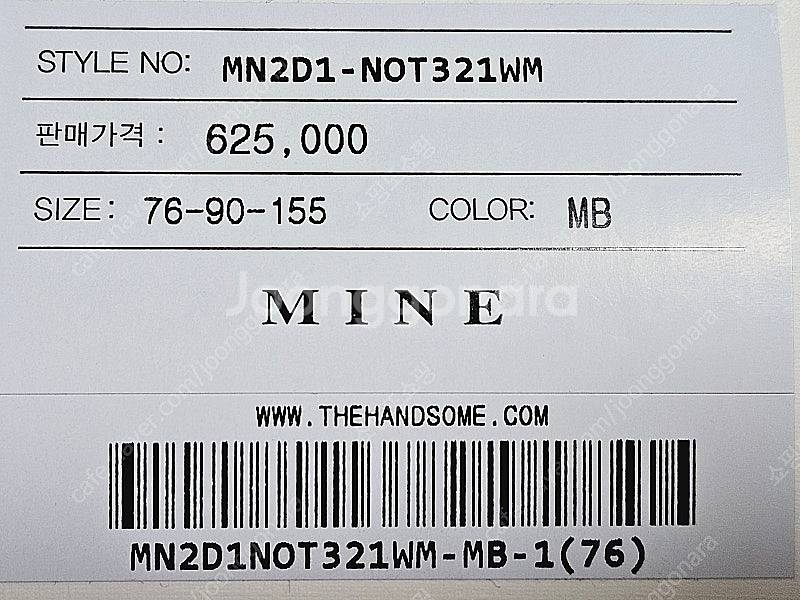 STYLE NO: MN2D1-NOT321WM
판매가격 : 625,000
SIZE: 76-90-155 COLOR: MB
Joonggonara
MINE
WWW.THEHANDSOME.COM
MN2D1NOT321WM-MB-1(76)